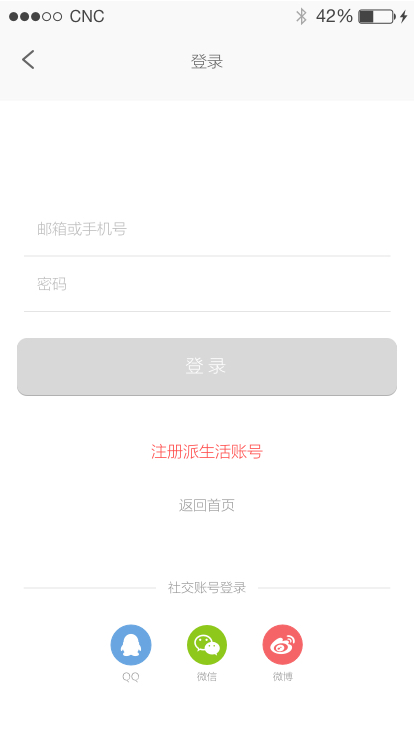 CNC 42%
登录
邮箱或手机号
密码
登 录
注册派生活账号
返回首页
社交账号登录
QQ 微信 微博